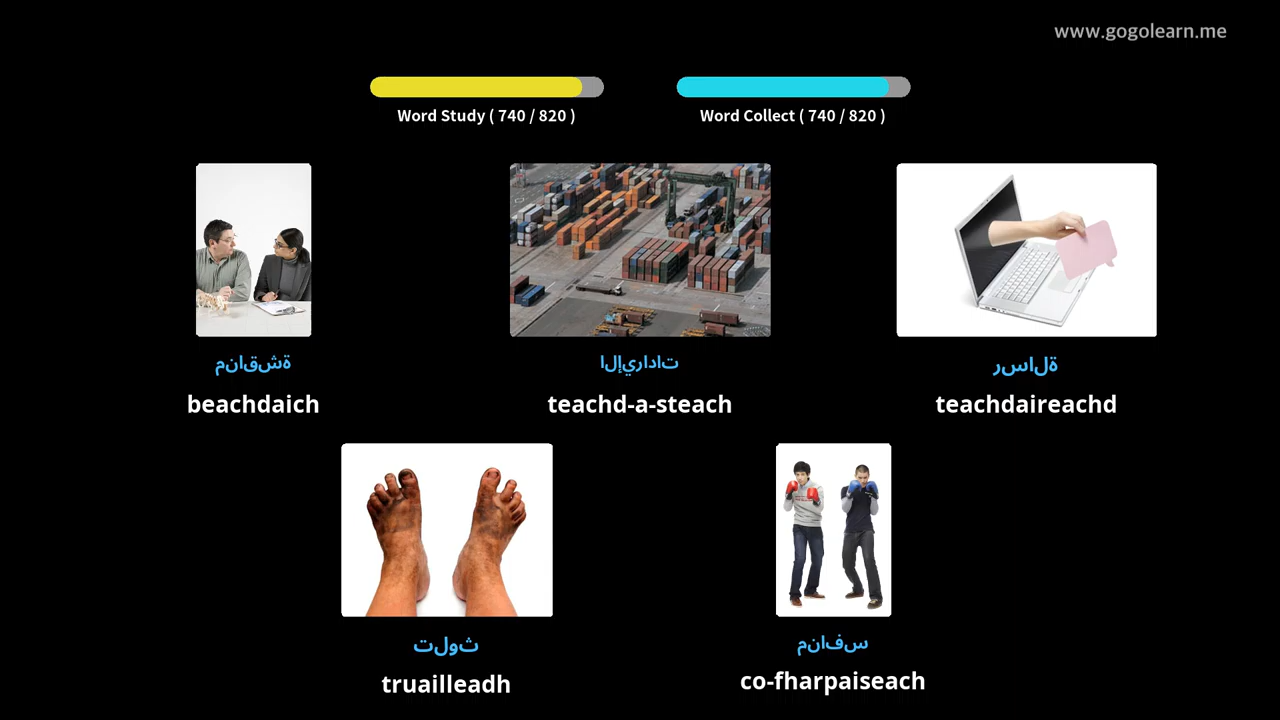 www.gogolearn.me
Word Study ( 740 / 820 )
Word Collect ( 740 / 820 )
مناقشة
beachdaich
الإيرادات
teachd-a-steach
رسالة
teachdaireachd
تلوث
truailleadh
منافس
co-fharpaiseach